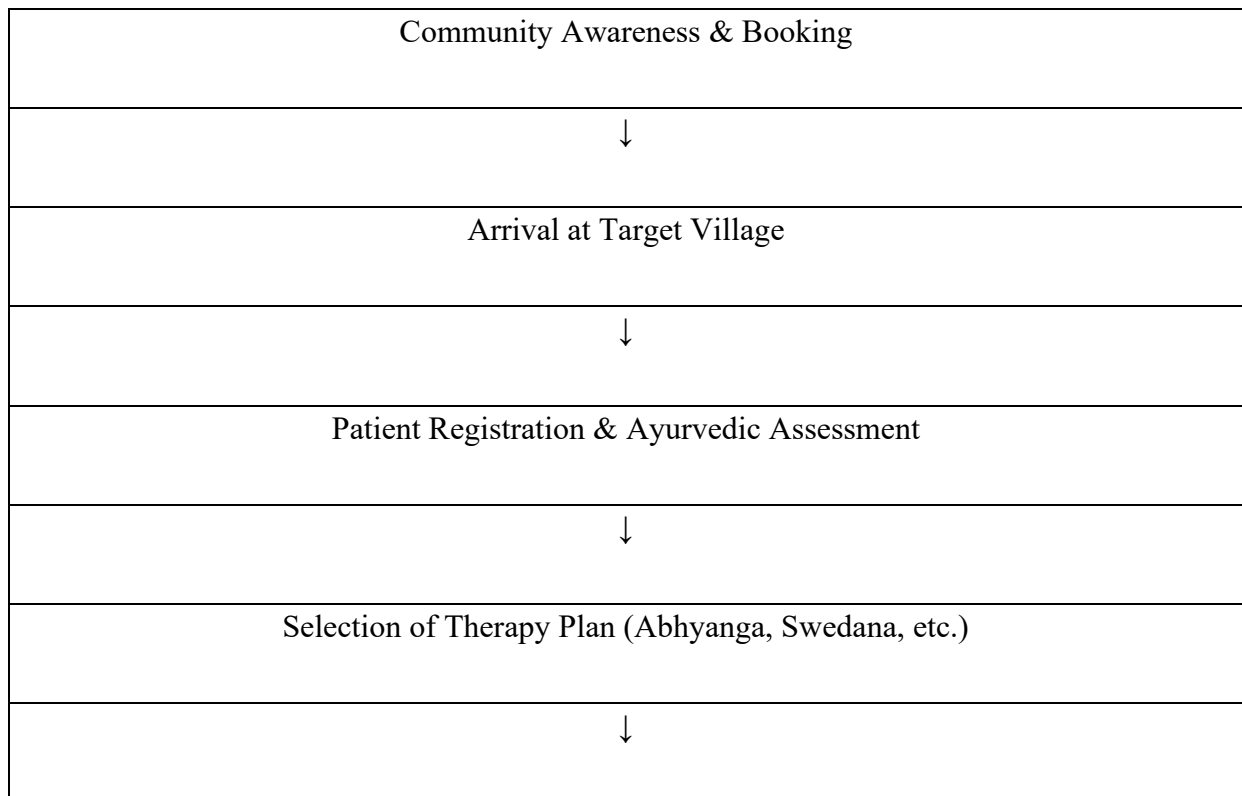 Community Awareness & Booking
↓
Arrival at Target Village
↓
Patient Registration & Ayurvedic Assessment
↓
Selection of Therapy Plan (Abhyanga, Swedana, etc.)
↓